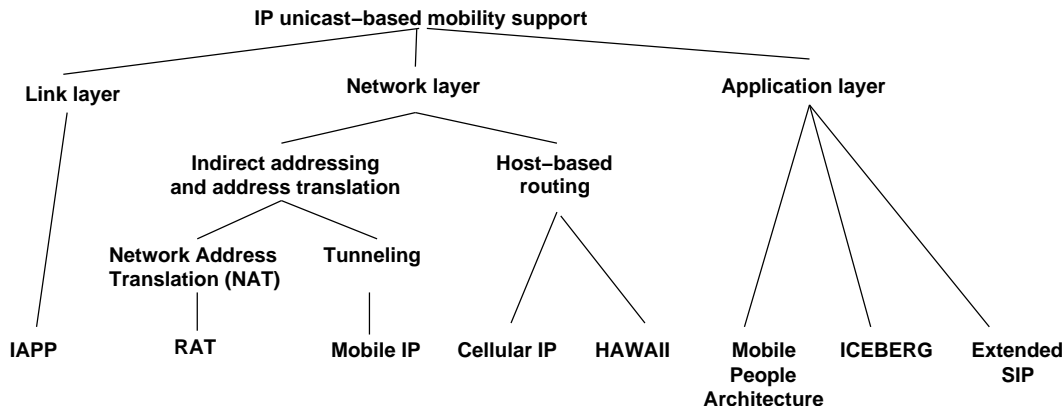 IP unicast−based mobility support
Link layer
Network layer
Application layer
Indirect addressing
and address translation
Host−based
routing
Network Address
Translation (NAT)
Tunneling
IAPP
RAT
Mobile IP
Cellular IP
HAWAII
Mobile
People
Architecture
ICEBERG
Extended
SIP